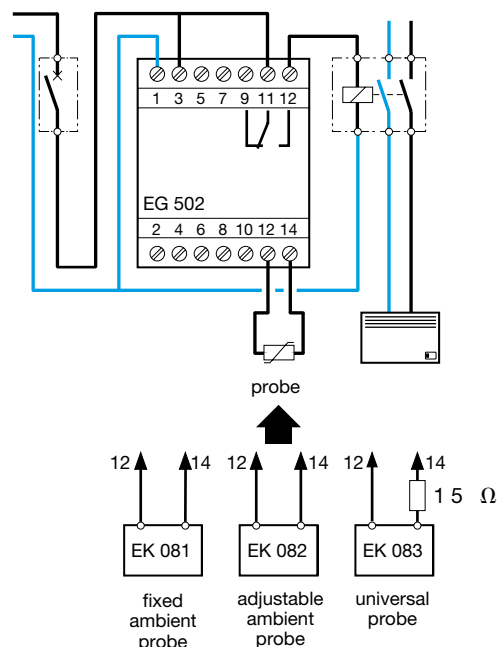 1 3 5 7 9 11 12
EG 502
2 4 6 8 10 12 14
probe
12 14 12 14 12 14
1 5 Ω
EK 081 EK 082 EK 083
fixed ambient probe
adjustable ambient probe
universal probe